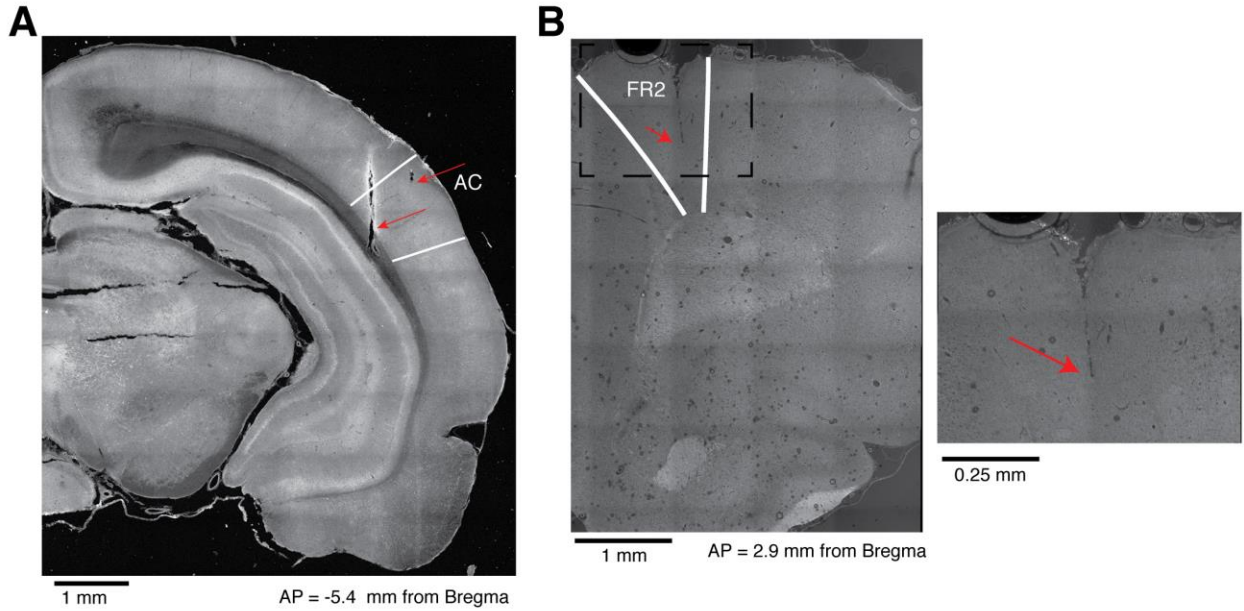 A
AC
1 mm
AP = -5.4 mm from Bregma
B
FR2
1 mm
AP = 2.9 mm from Bregma
0.25 mm